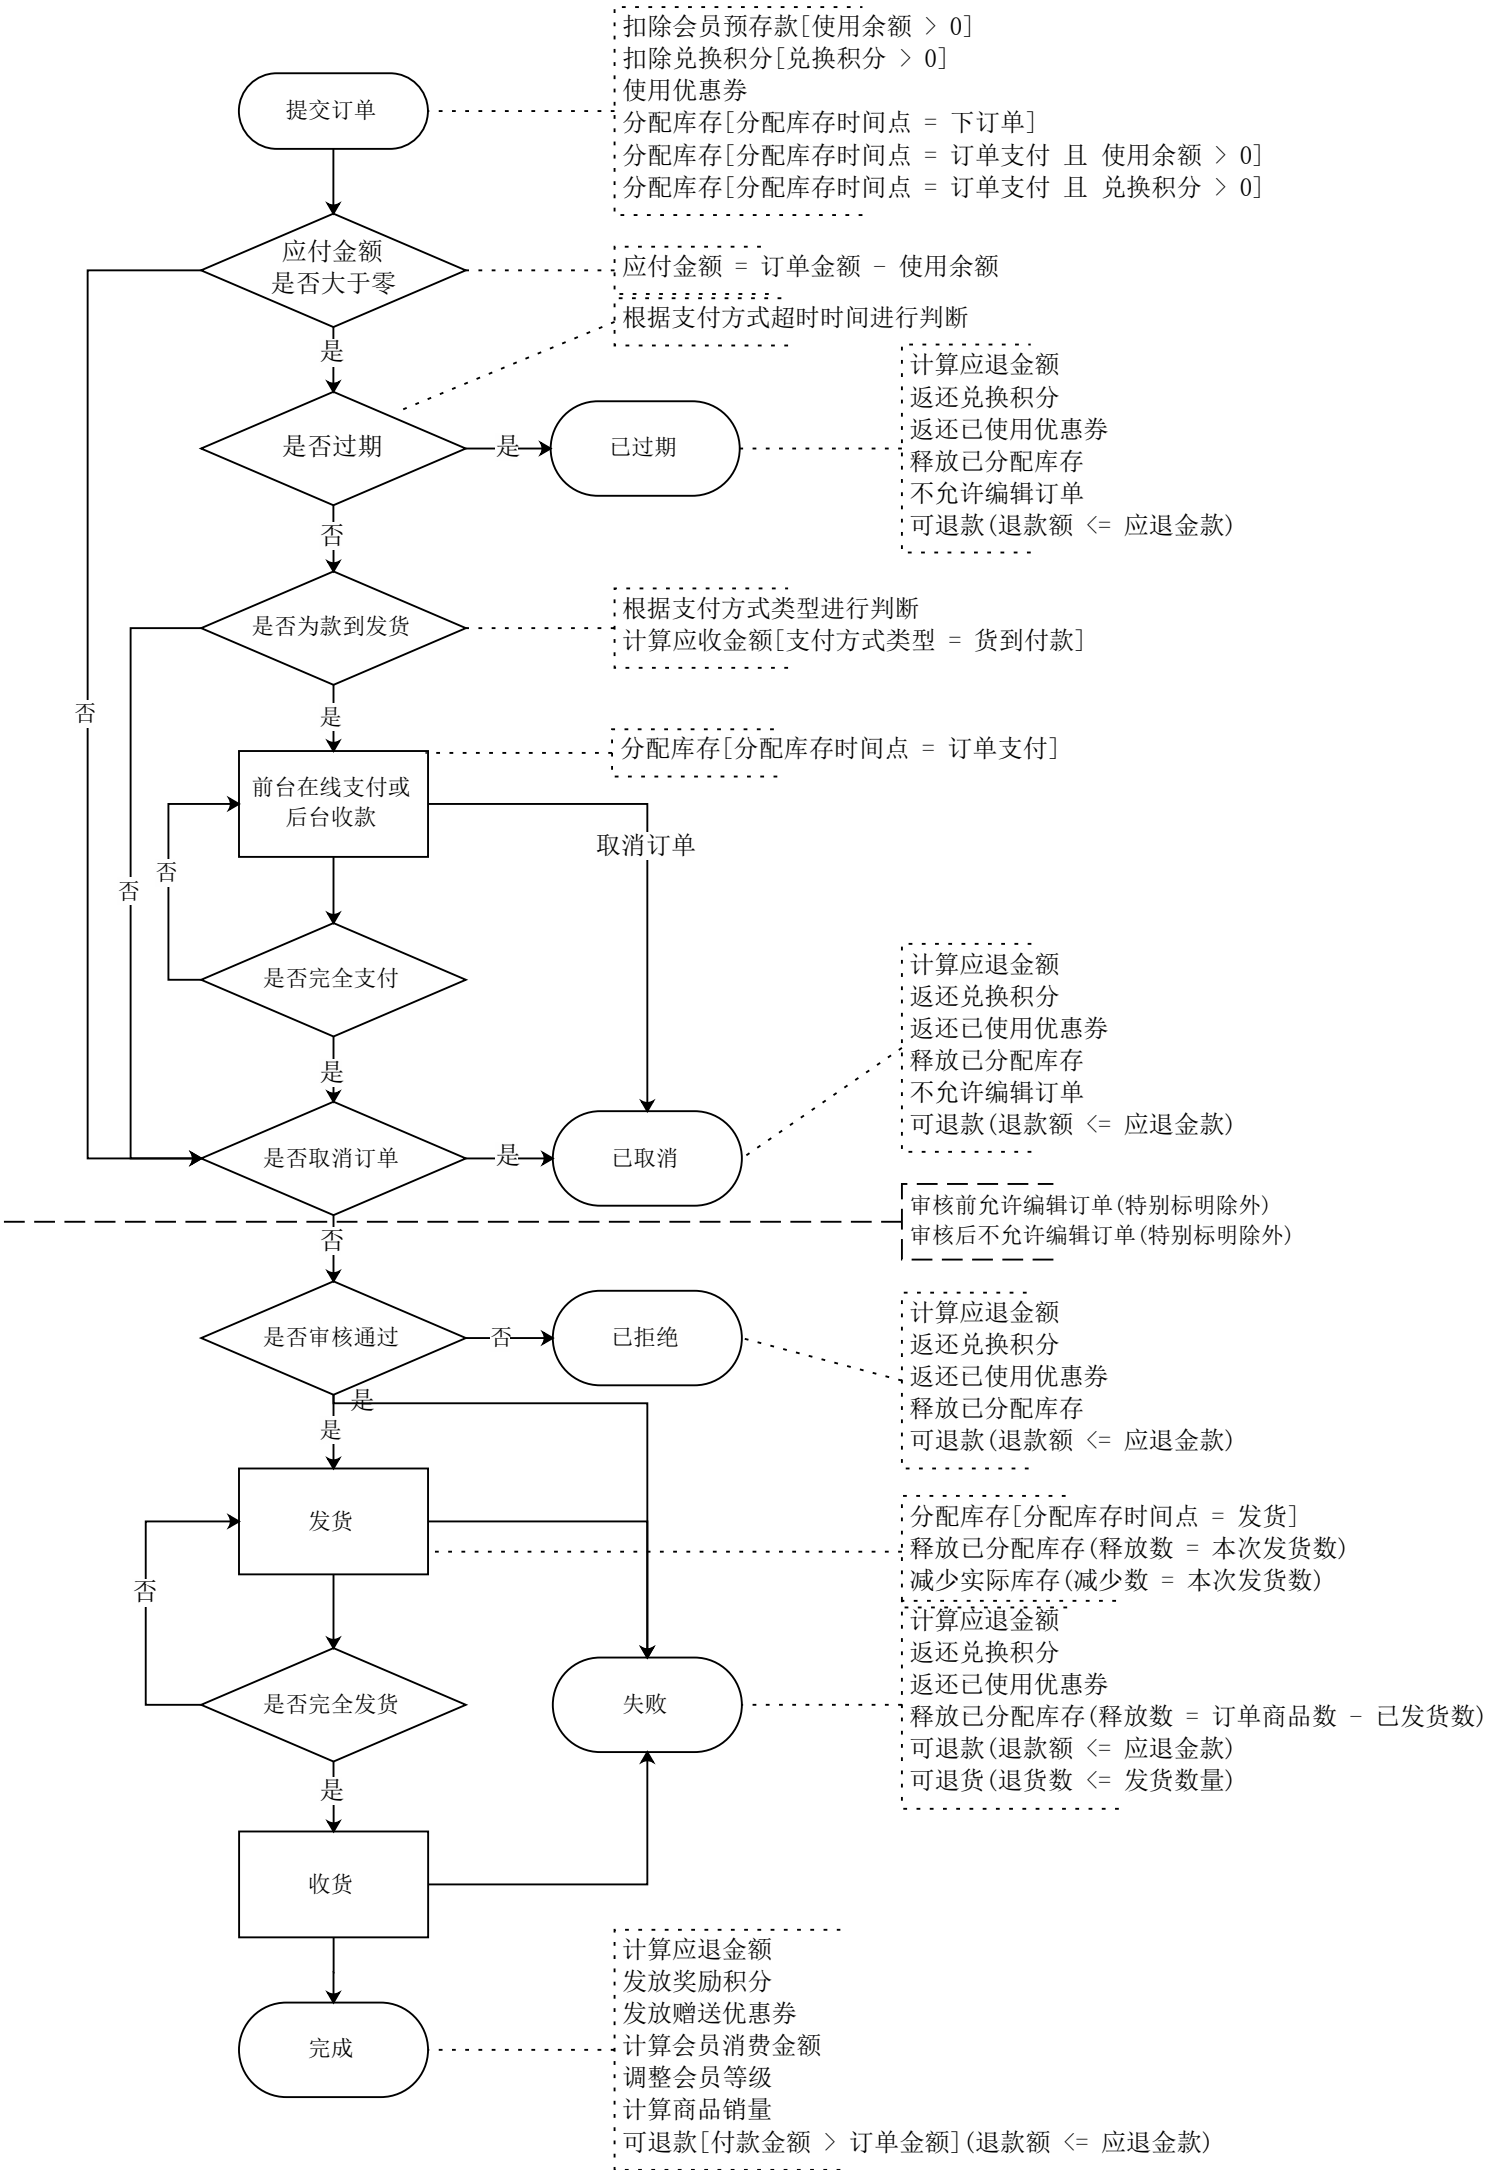 扣除会员预存款[使用余额 > 0]
扣除兑换积分[兑换积分 > 0]
使用优惠券
分配库存[分配库存时间点 = 下订单]
分配库存[分配库存时间点 = 订单支付 且 使用余额 > 0]
分配库存[分配库存时间点 = 订单支付 且 兑换积分 > 0]
提交订单
应付金额
是否大于零
应付金额 = 订单金额 - 使用余额
根据支付方式超时时间进行判断
是
计算应退金额
返还兑换积分
返还已使用优惠券
释放已分配库存
不允许编辑订单
可退款(退款额 <= 应退金款)
是否过期
是
已过期
否
是否为款到发货
根据支付方式类型进行判断
计算应收金额[支付方式类型 = 货到付款]
否
是
分配库存[分配库存时间点 = 订单支付]
前台在线支付或
后台收款
取消订单
否
否
是否完全支付
计算应退金额
返还兑换积分
返还已使用优惠券
释放已分配库存
不允许编辑订单
可退款(退款额 <= 应退金款)
是
是否取消订单
是
已取消
审核前允许编辑订单(特别标明除外)
审核后不允许编辑订单(特别标明除外)
否
是否审核通过
否
已拒绝
计算应退金额
返还兑换积分
返还已使用优惠券
释放已分配库存
可退款(退款额 <= 应退金款)
是
是
发货
分配库存[分配库存时间点 = 发货]
释放已分配库存(释放数 = 本次发货数)
减少实际库存(减少数 = 本次发货数)
否
计算应退金额
返还兑换积分
返还已使用优惠券
释放已分配库存(释放数 = 订单商品数 - 已发货数)
可退款(退款额 <= 应退金款)
可退货(退货数 <= 发货数量)
是否完全发货
失败
是
收货
计算应退金额
发放奖励积分
发放赠送优惠券
计算会员消费金额
调整会员等级
计算商品销量
可退款[付款金额 > 订单金额](退款额 <= 应退金款)
完成